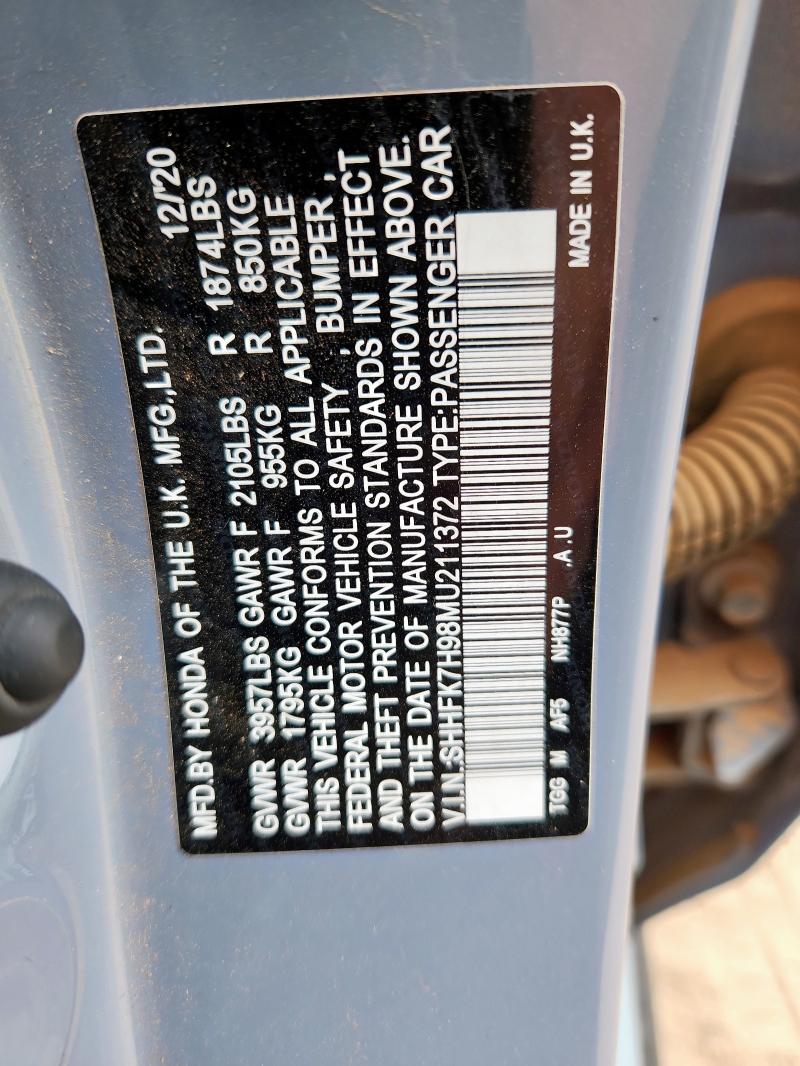 MFD.BY HONDA OF THE U.K. MFG.,LTD. 12/'20
GVWR 3957LBS GAWR F 2105LBS R 1874LBS
GVWR 1795KG GAWR F 955KG R 850KG
THIS VEHICLE CONFORMS TO ALL APPLICABLE
FEDERAL MOTOR VEHICLE SAFETY , BUMPER ,
AND THEFT PREVENTION STANDARDS IN EFFECT
ON THE DATE OF MANUFACTURE SHOWN ABOVE.
V.I.N.:SHHFK7H98MU211372 TYPE:PASSENGER CAR
TGG M AF5 NH877P .A.U MADE IN U.K.